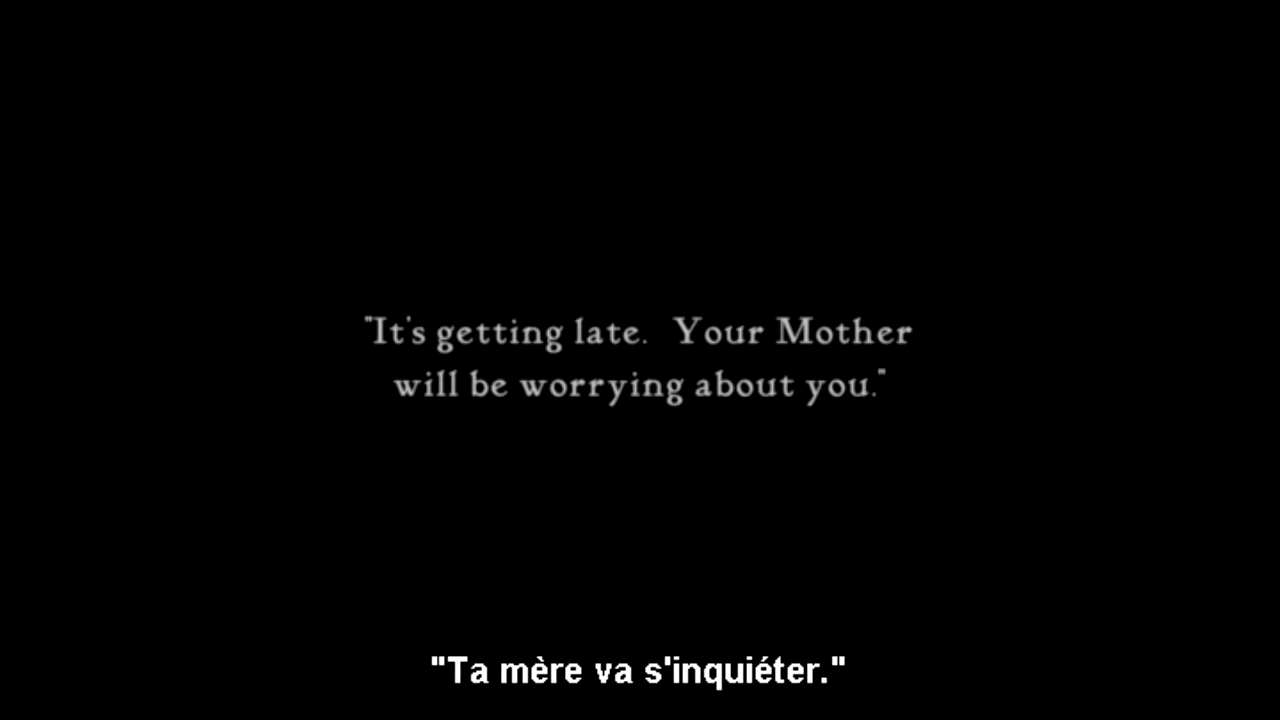 "It's getting late.  Your Mother
will be worrying about you."
"Ta mère va s'inquiéter."